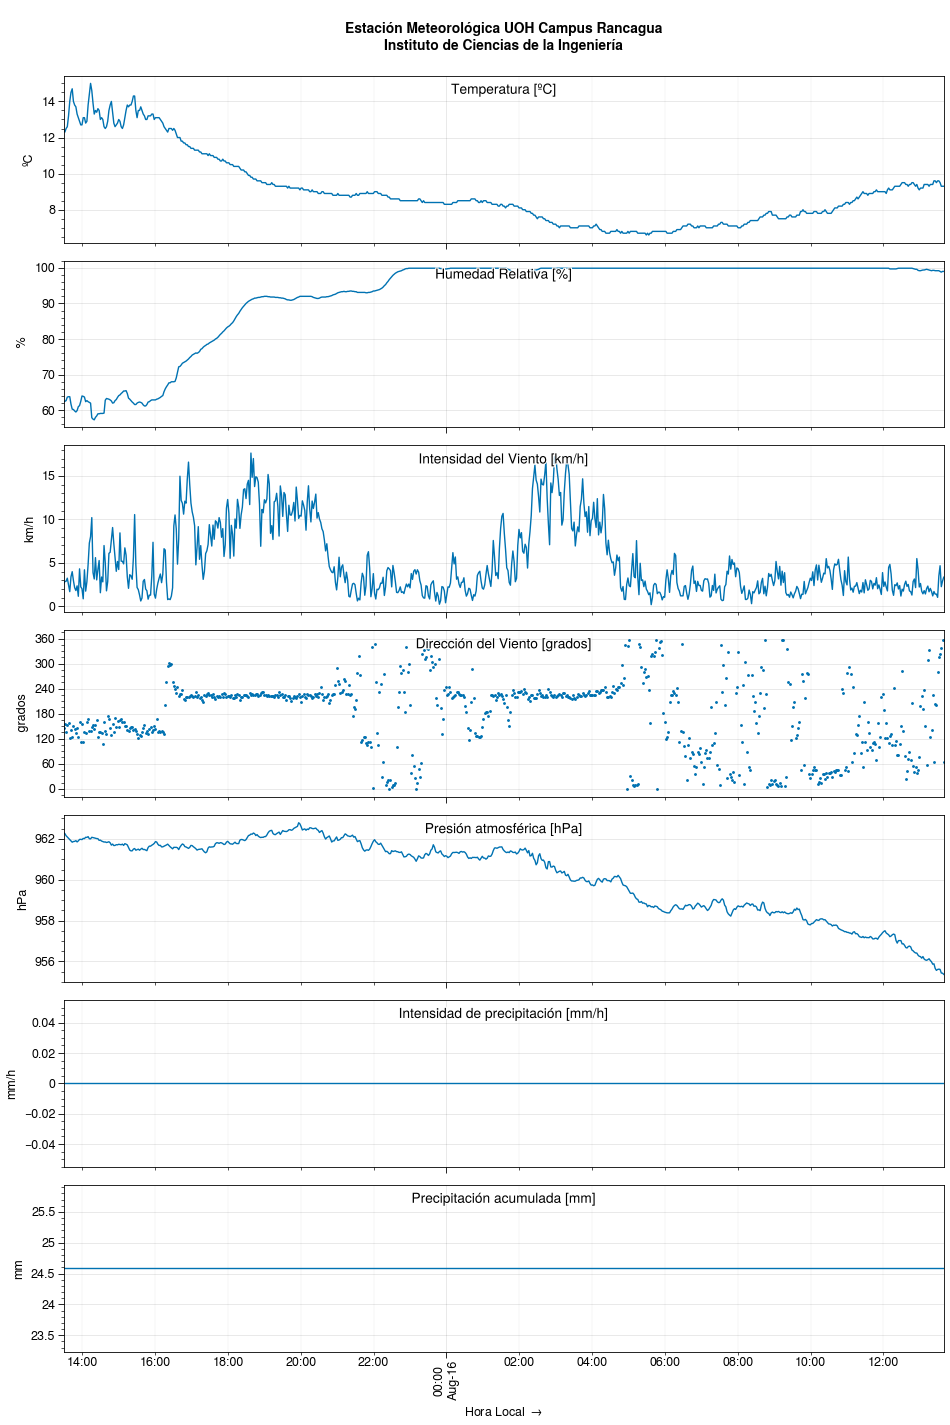 Estación Meteorológica UOH Campus Rancagua
Instituto de Ciencias de la Ingeniería
Temperatura [ºC]
ºC
14
12
10
8
Humedad Relativa [%]
%
100
90
80
70
60
Intensidad del Viento [km/h]
km/h
15
10
5
0
Dirección del Viento [grados]
grados
360
300
240
180
120
60
0
Presión atmosférica [hPa]
hPa
962
960
958
956
Intensidad de precipitación [mm/h]
mm/h
0.04
0.02
0
−0.02
−0.04
Precipitación acumulada [mm]
mm
25.5
25
24.5
24
23.5
14:00 16:00 18:00 20:00 22:00 00:00 02:00 04:00 06:00 08:00 10:00 12:00
Aug-16
Hora Local →